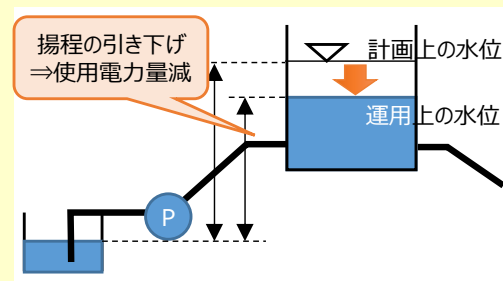 揚程の引き下げ
⇒使用電力量減
計画上の水位
運用上の水位
P